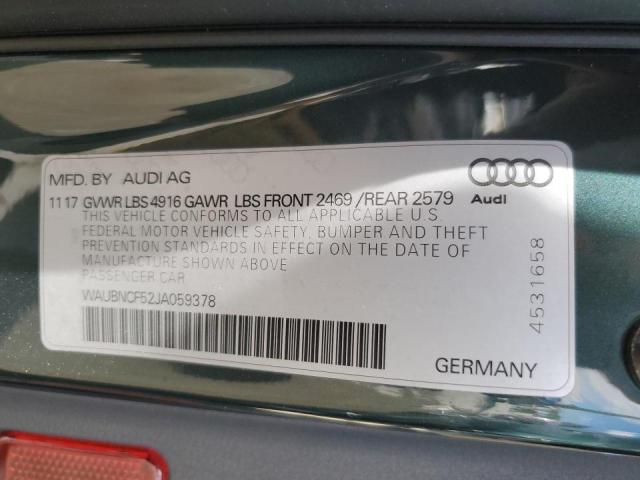 MFD. BY AUDI AG
11 17 GVWR LBS 4916 GAWR LBS FRONT 2469 /REAR 2579
THIS VEHICLE CONFORMS TO ALL APPLICABLE U.S.
FEDERAL MOTOR VEHICLE SAFETY, BUMPER AND THEFT
PREVENTION STANDARDS IN EFFECT ON THE DATE OF
MANUFACTURE SHOWN ABOVE
PASSENGER CAR
WAUBNCF52JA059378
Audi
4531658
GERMANY